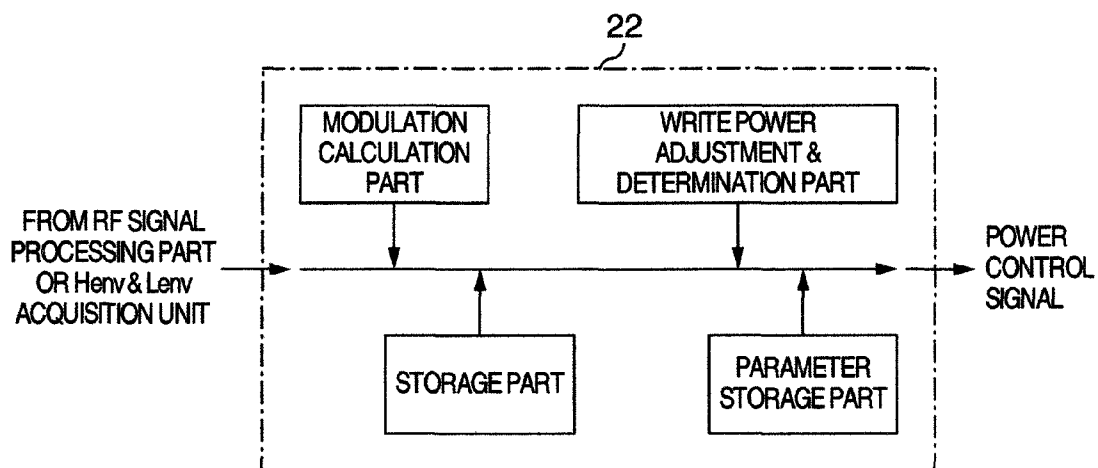 22
MODULATION
CALCULATION
PART
WRITE POWER
ADJUSTMENT &
DETERMINATION PART
FROM RF SIGNAL
PROCESSING PART
OR Henv & Lenv
ACQUISITION UNIT
POWER
CONTROL
SIGNAL
STORAGE PART
PARAMETER
STORAGE PART